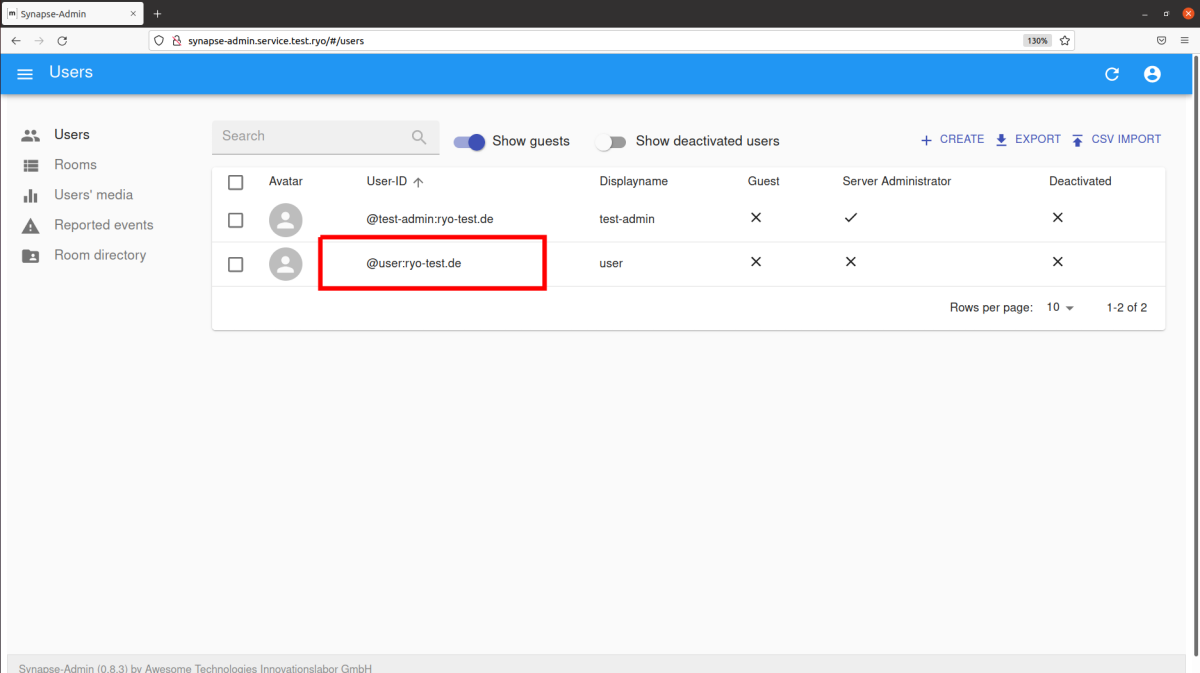 Synapse-Admin
synapse-admin.service.test.ryo/#/users
130%
Users
Users
Rooms
Users' media
Reported events
Room directory
Search
Show guests
Show deactivated users
CREATE
EXPORT
CSV IMPORT
Avatar User-ID Displayname Guest Server Administrator Deactivated
@test-admin:ryo-test.de test-admin
@user:ryo-test.de user
Rows per page: 10 1-2 of 2
Synapse-Admin (0.8.3) by Awesome Technologies Innovationslabor GmbH